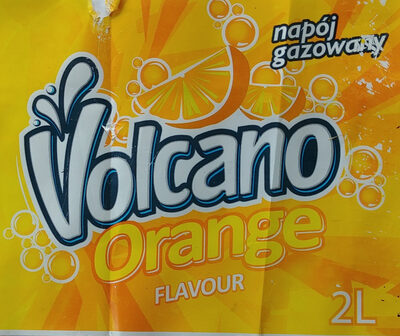 napój
gazowany
Volcano
Orange
FLAVOUR
2L